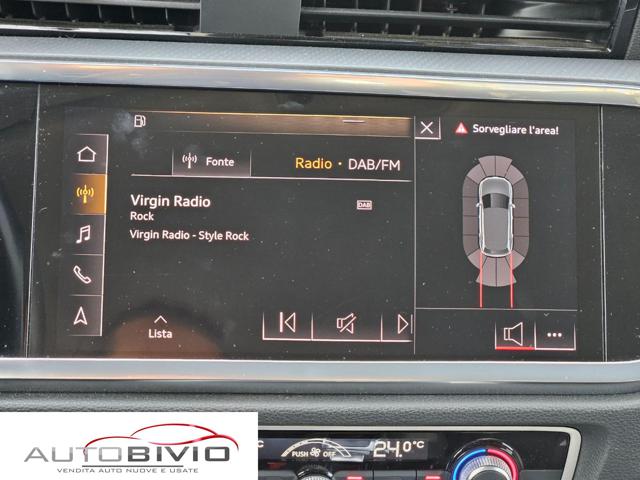 Sorvegliare l'area!
Fonte
Radio • DAB/FM
Virgin Radio
DAB
Rock
Virgin Radio - Style Rock
Lista
AUTOBIVIO
VENDITA AUTO NUOVE E USATE
°C
PUSH OFF
24.0°C